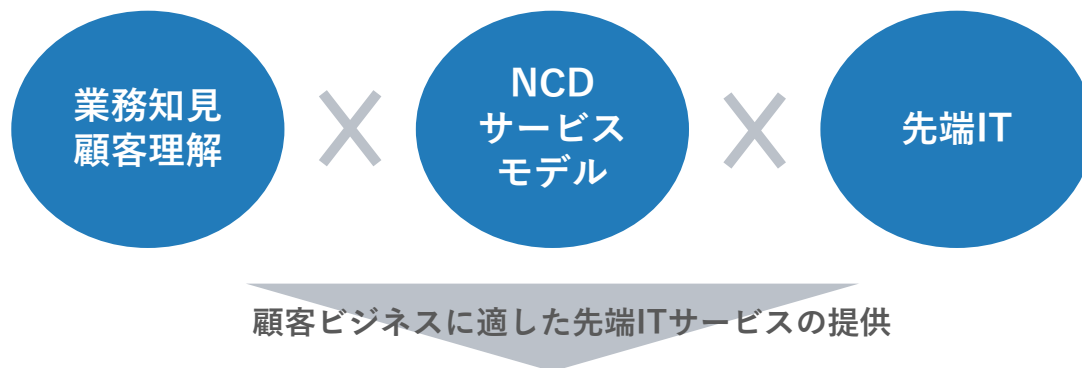 業務知見
顧客理解
NCD
サービス
モデル
先端IT
顧客ビジネスに適した先端ITサービスの提供